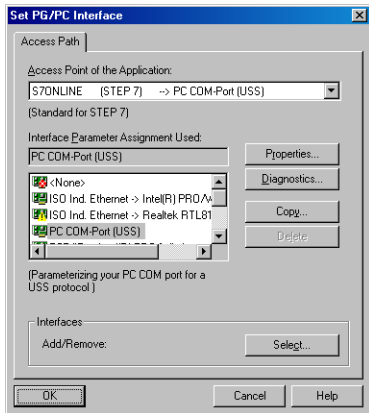 Set PG/PC Interface
Access Path
Access Point of the Application:
S7ONLINE (STEP 7) --> PC COM-Port (USS)
(Standard for STEP 7)
Interface Parameter Assignment Used:
PC COM-Port (USS)
Properties...
<None>
Diagnostics...
ISO Ind. Ethernet -> Intel(R) PRO/
ISO Ind. Ethernet -> Realtek RTL81
Copy...
PC COM-Port (USS)
Delete
(Parameterizing your PC COM port for a
USS protocol )
Interfaces
Add/Remove:
Select...
OK
Cancel
Help